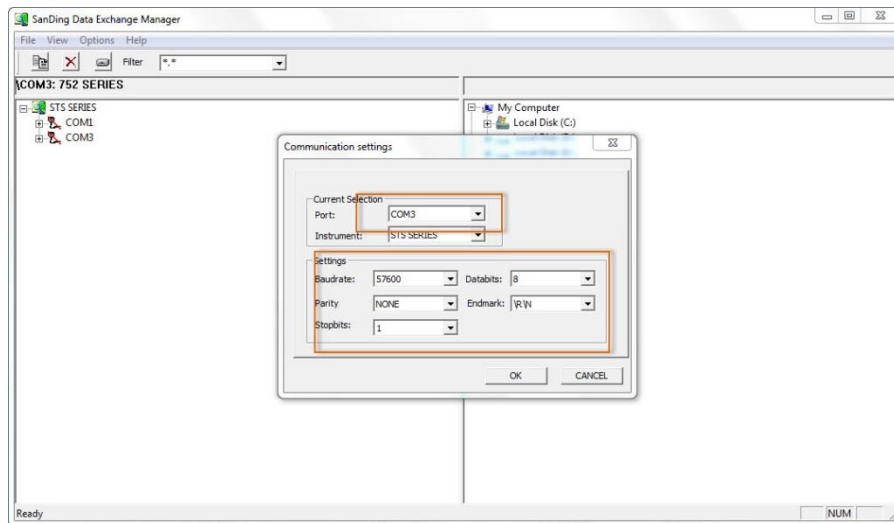 SanDing Data Exchange Manager
File View Options Help
Filter *.*
\COM3: 752 SERIES
STS SERIES
COM1
COM3
My Computer
Local Disk (C:)
Communication settings
Current Selection
Port: COM3
Instrument: STS SERIES
Settings
Baudrate: 57600 Databits: 8
Parity NONE Endmark: \R\N
Stopbits: 1
OK CANCEL
Ready NUM